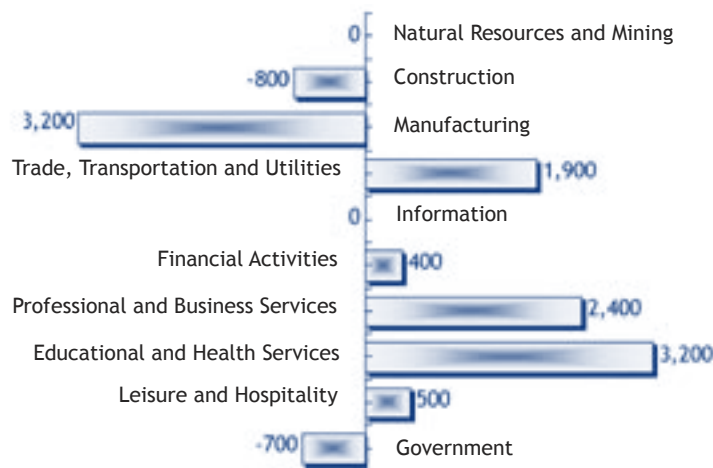 0 Natural Resources and Mining
-800 Construction
3,200 Manufacturing
Trade, Transportation and Utilities 1,900
0 Information
Financial Activities 400
Professional and Business Services 2,400
Educational and Health Services 3,200
Leisure and Hospitality 500
-700 Government